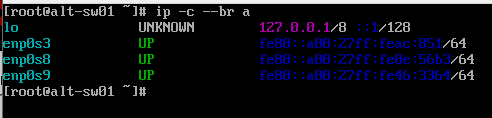 [root@alt-sw01 ~]# ip -c --br a
lo UNKNOWN 127.0.0.1/8 ::1/128
enp0s3 UP fe80::a00:27ff:feac:851/64
enp0s8 UP fe80::a00:27ff:fe0e:56b3/64
enp0s9 UP fe80::a00:27ff:fe46:3364/64
[root@alt-sw01 ~]#